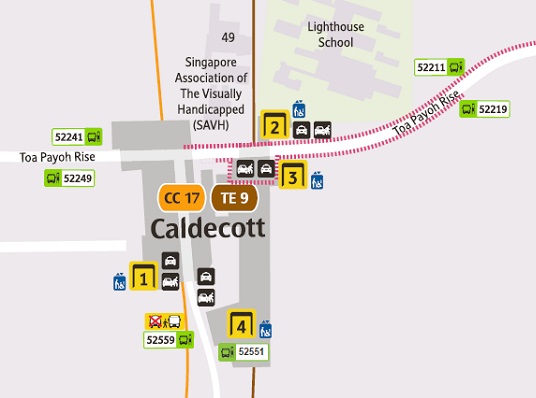 49
Lighthouse
School
Singapore
Association of
The Visually
Handicapped
(SAVH)
52211
52219
Toa Payoh Rise
2
52241
Toa Payoh Rise
52249
3
CC 17
TE 9
Caldecott
1
4
52559
52551